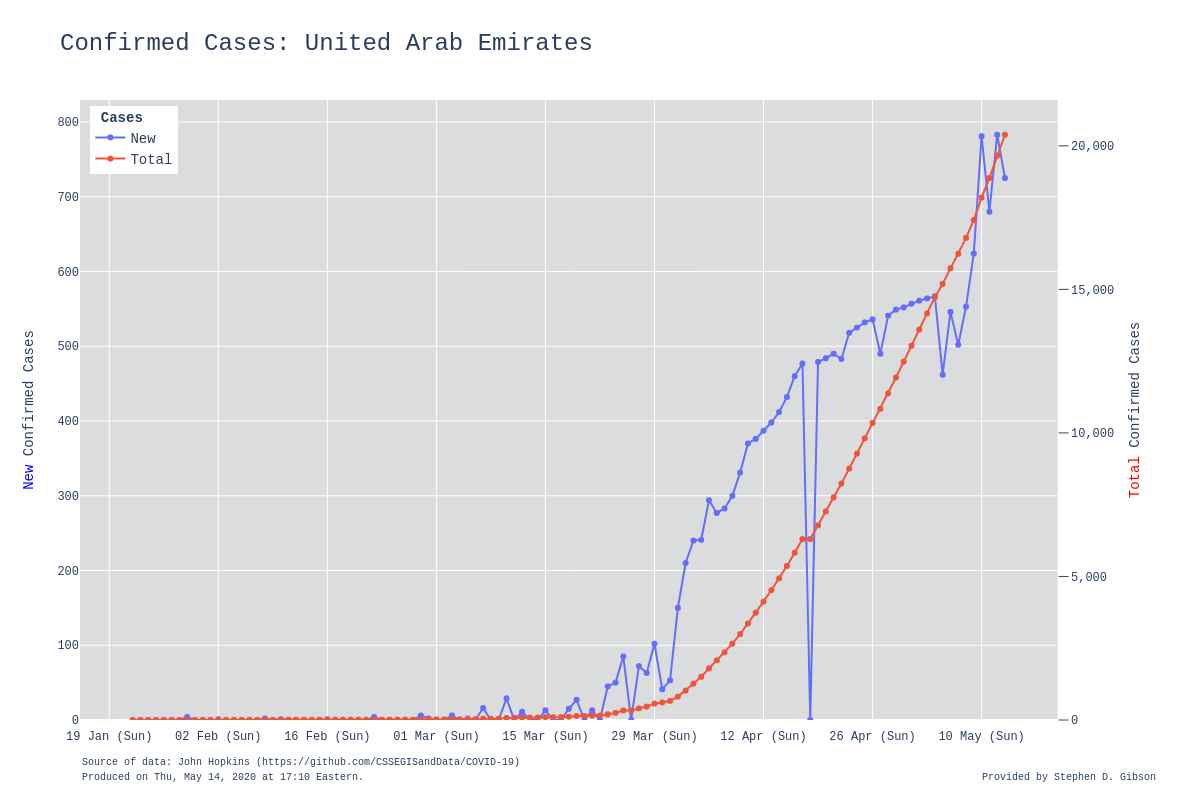 Confirmed Cases: United Arab Emirates
Cases
New
Total
800
700
600
500
400
300
200
100
0
20,000
15,000
10,000
5,000
0
New Confirmed Cases
Total Confirmed Cases
19 Jan (Sun)
02 Feb (Sun)
16 Feb (Sun)
01 Mar (Sun)
15 Mar (Sun)
29 Mar (Sun)
12 Apr (Sun)
26 Apr (Sun)
10 May (Sun)
Source of data: John Hopkins (https://github.com/CSSEGISandData/COVID-19)
Produced on Thu, May 14, 2020 at 17:10 Eastern.
Provided by Stephen D. Gibson